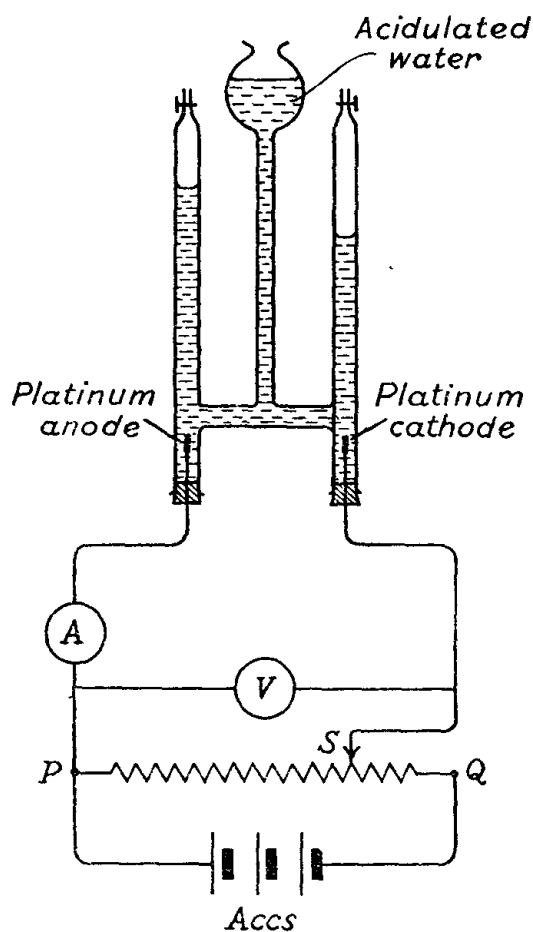 Acidulated
water
Platinum
anode
Platinum
cathode
A
V
S
P
Q
Accs